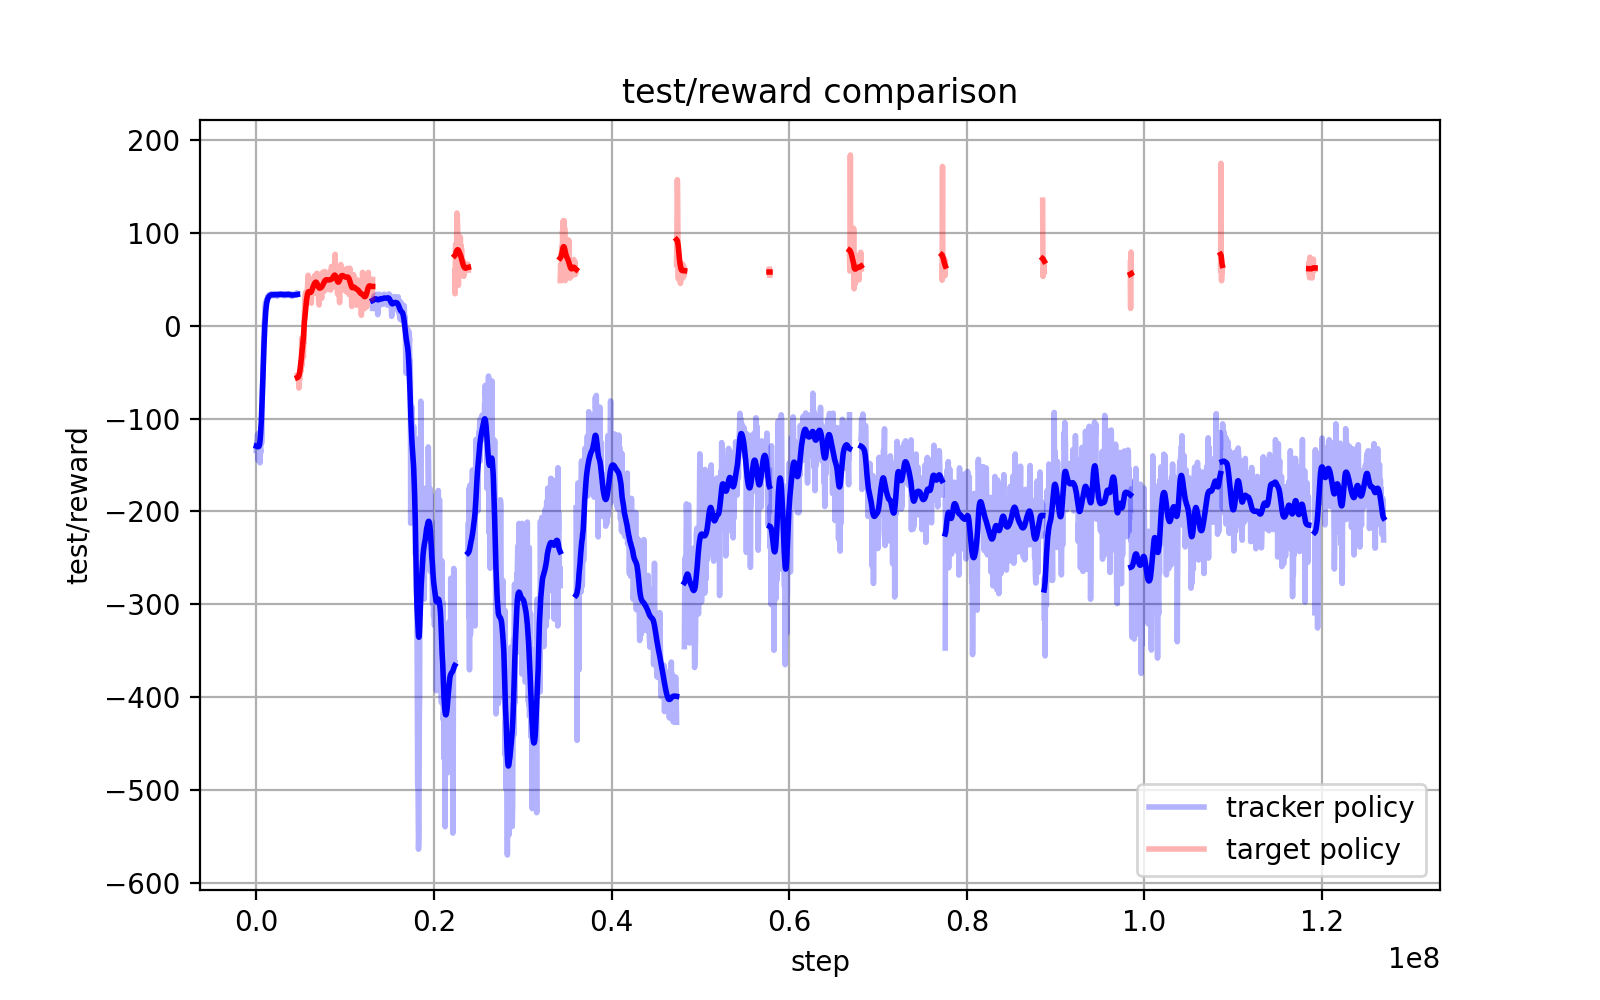 test/reward comparison
200
100
0
−100
−200
−300
−400
−500
−600
test/reward
tracker policy
target policy
0.0 0.2 0.4 0.6 0.8 1.0 1.2
step
1e8